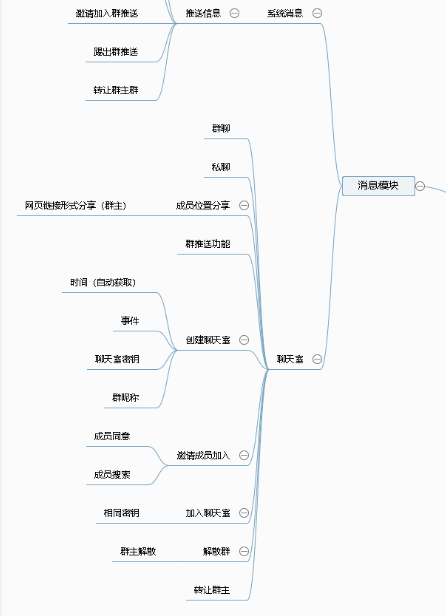 邀请加入群推送
推送信息
系统消息
踢出群推送
转让群主群
群聊
私聊
消息模块
网页链接形式分享（群主）
成员位置分享
群推送功能
时间（自动获取）
事件
创建聊天室
聊天室密钥
聊天室
群昵称
成员同意
邀请成员加入
成员搜索
相同密钥
加入聊天室
群主解散
解散群
转让群主